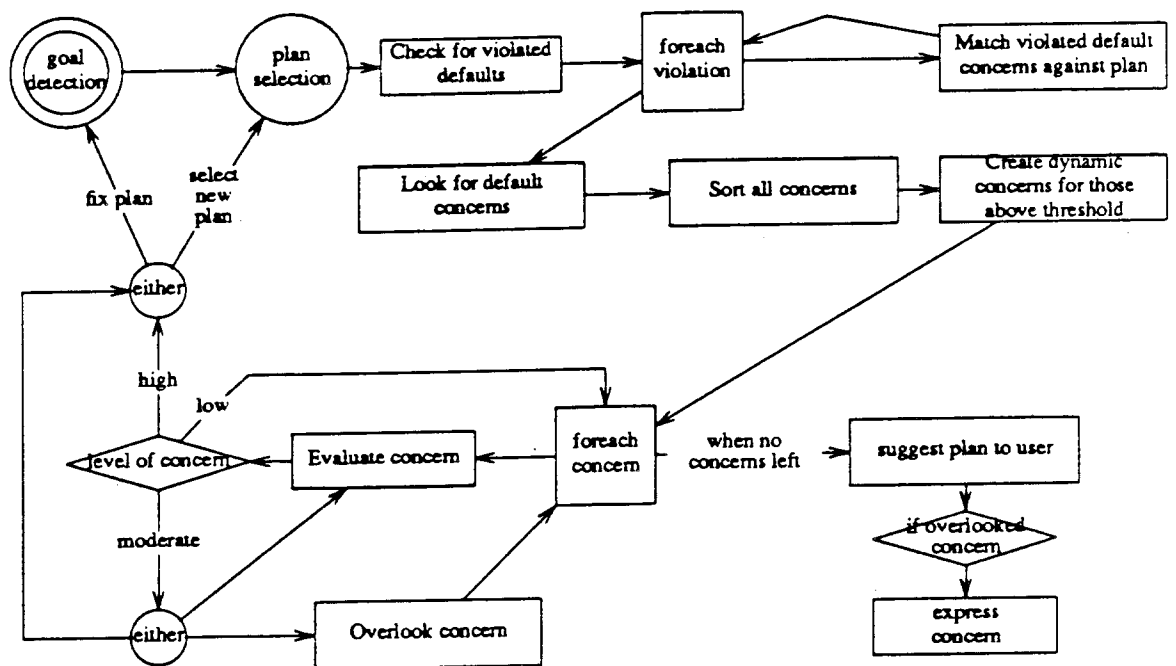 goal
detection
plan
selection
Check for violated
defaults
foreach
violation
Match violated default
concerns against plan
Look for default
concerns
Sort all concerns
Create dynamic
concerns for those
above threshold
fix plan
select
new
plan
either
high
low
level of concern
Evaluate concern
foreach
concern
when no
concerns left
suggest plan to user
moderate
if overlooked
concern
either
Overlook concern
express
concern